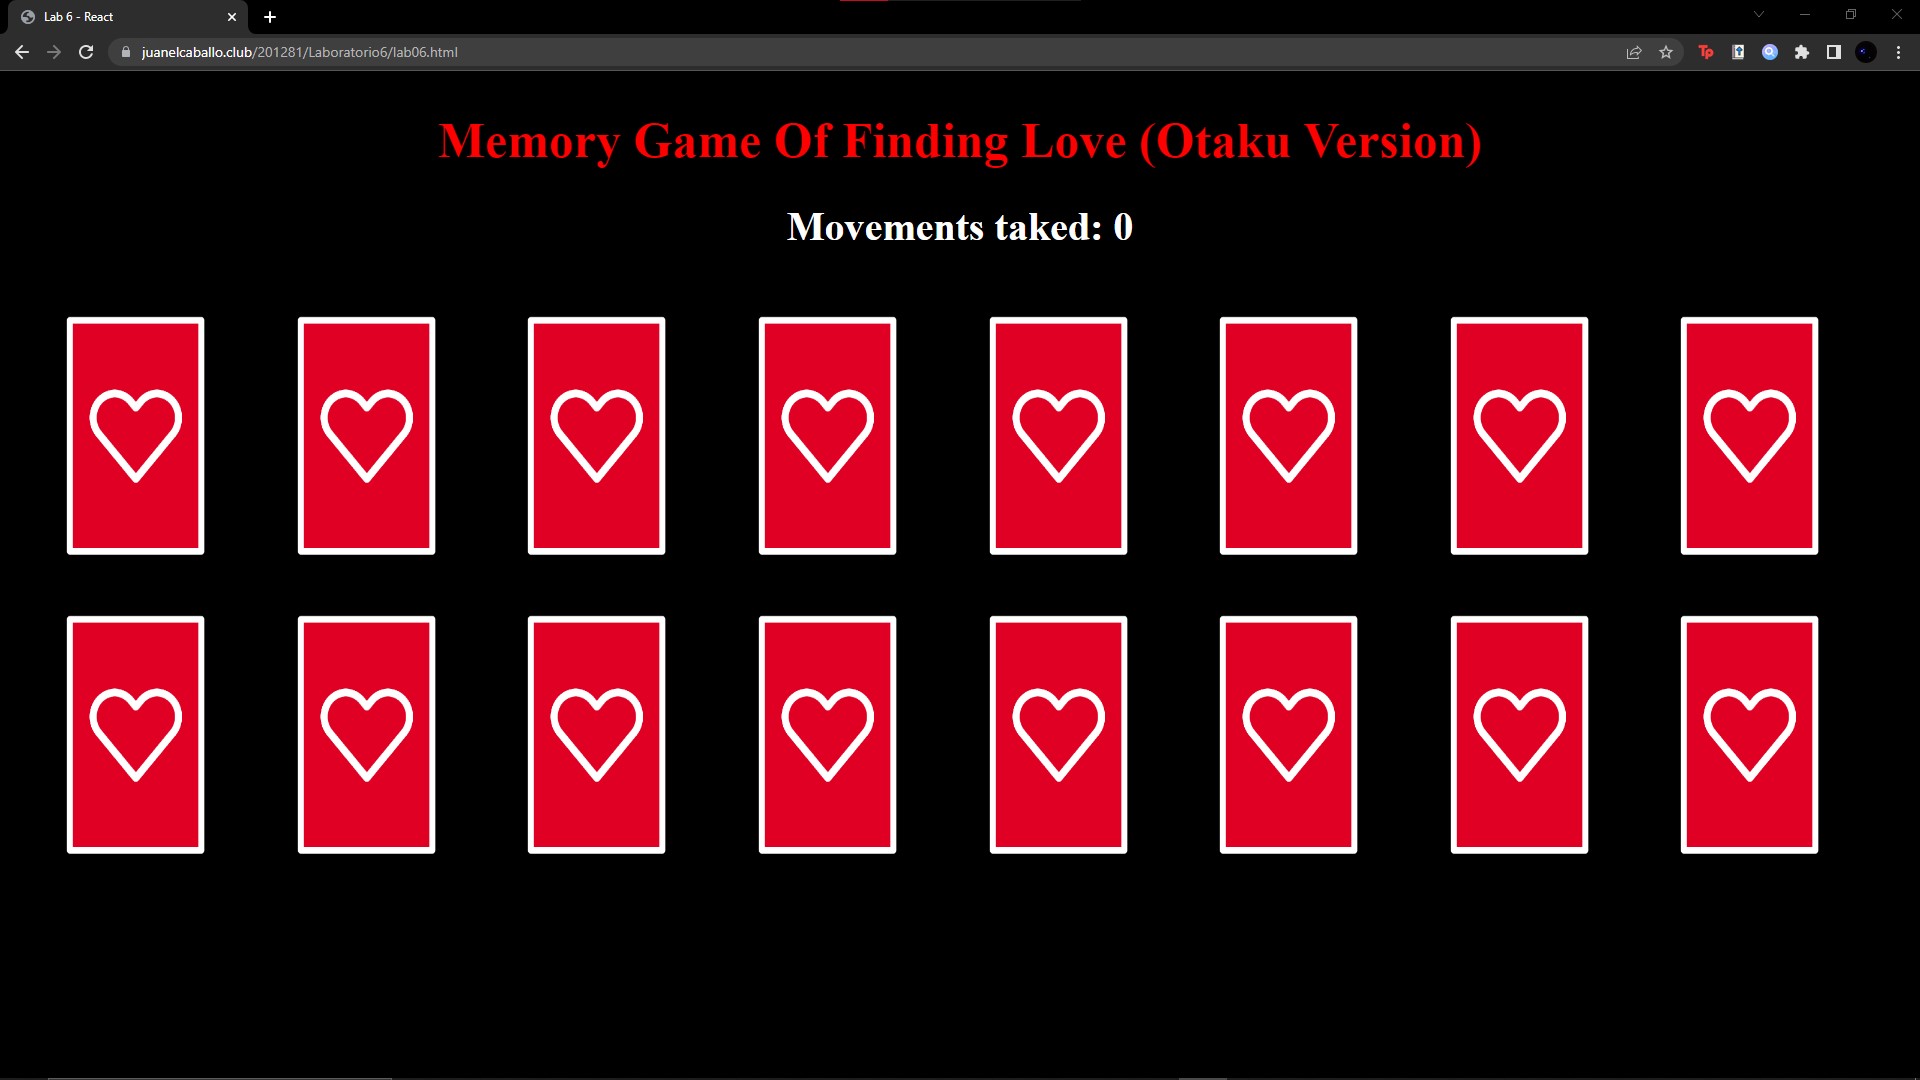 Lab 6 - React
juanelcaballo.club/201281/Laboratorio6/lab06.html
Tp
Memory Game Of Finding Love (Otaku Version)
Movements taked: 0